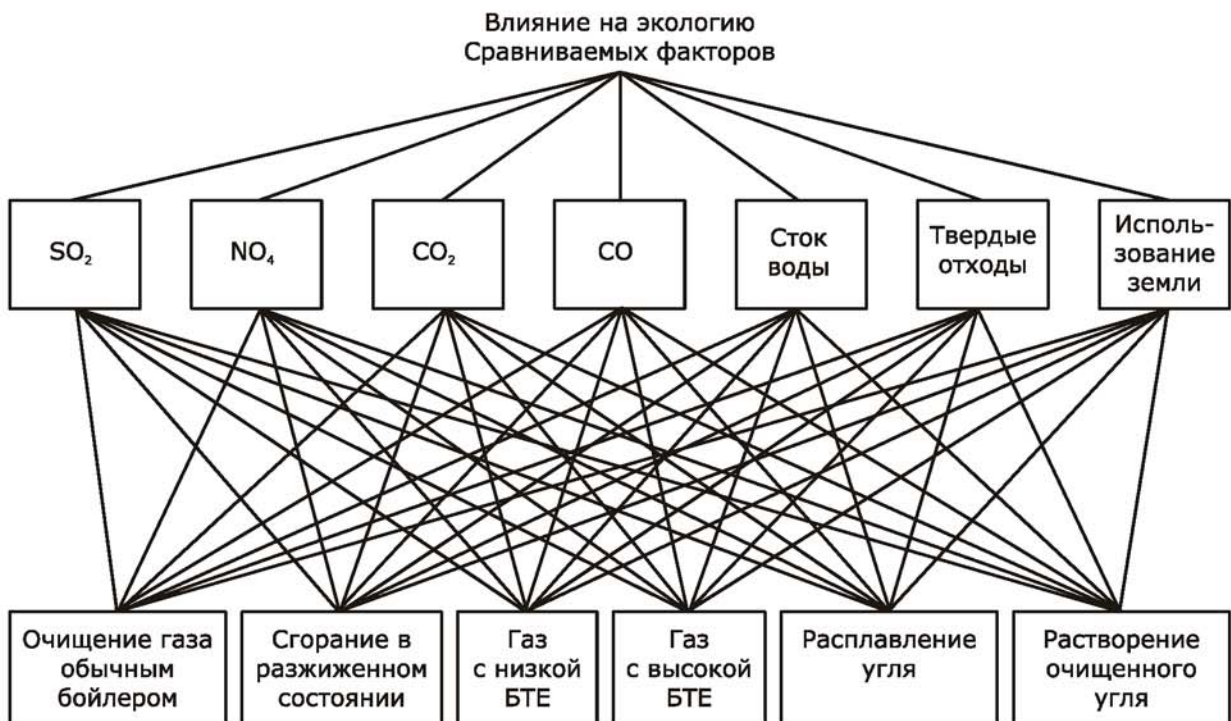 Влияние на экологию
Сравниваемых факторов
SO₂
NO₄
CO₂
CO
Сток
воды
Твердые
отходы
Исполь-
зование
земли
Очищение газа
обычным
бойлером
Сгорание в
разжиженном
состоянии
Газ
с низкой
БТЕ
Газ
с высокой
БТЕ
Расплавление
угля
Растворение
очищенного
угля